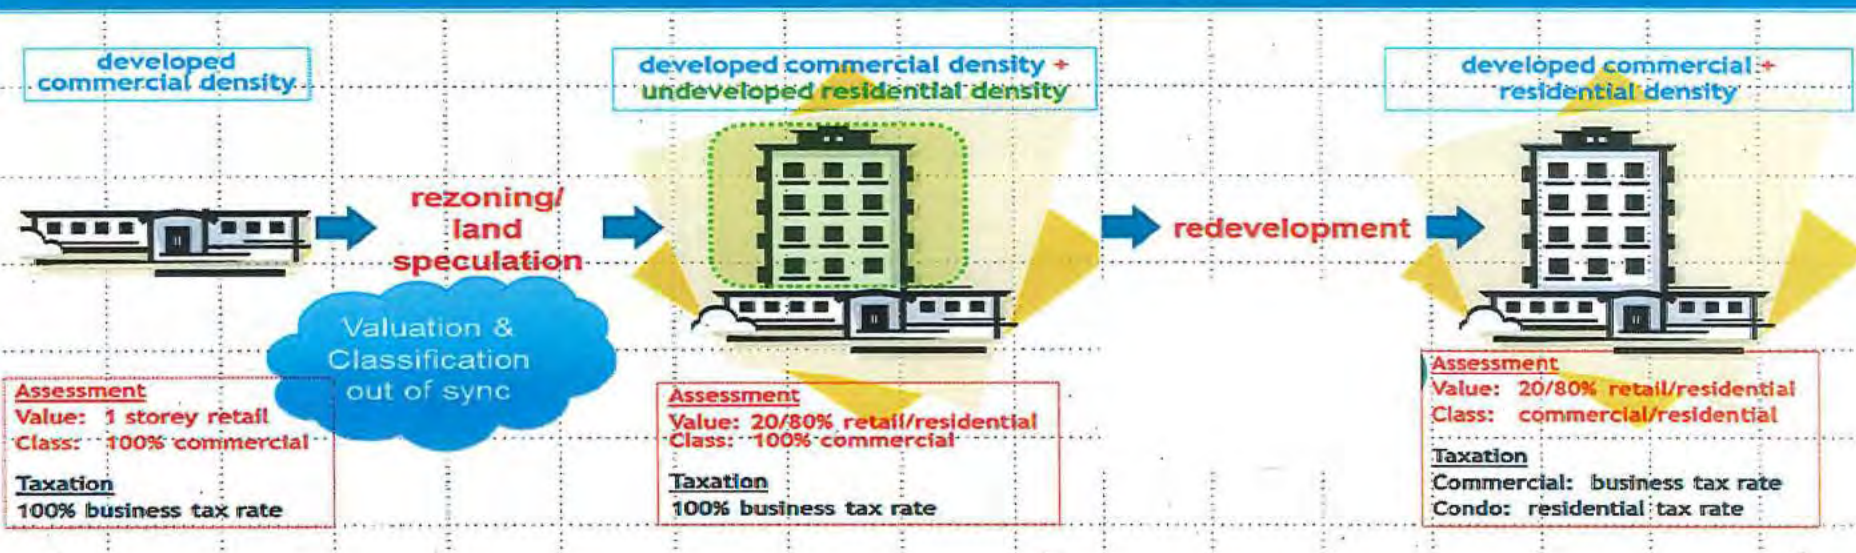 developed
commercial density
rezoning/
land
speculation
Valuation &
Classification
out of sync
Assessment
Value: 1 storey retail
Class: 100% commercial
Taxation
100% business tax rate
developed commercial density +
undeveloped residential density
Assessment
Value: 20/80% retail/residential
Class: 100% commercial
Taxation
100% business tax rate
redevelopment
developed commercial +
residential density
Assessment
Value: 20/80% retail/residential
Class: commercial/residential
Taxation
Commercial: business tax rate
Condo: residential tax rate